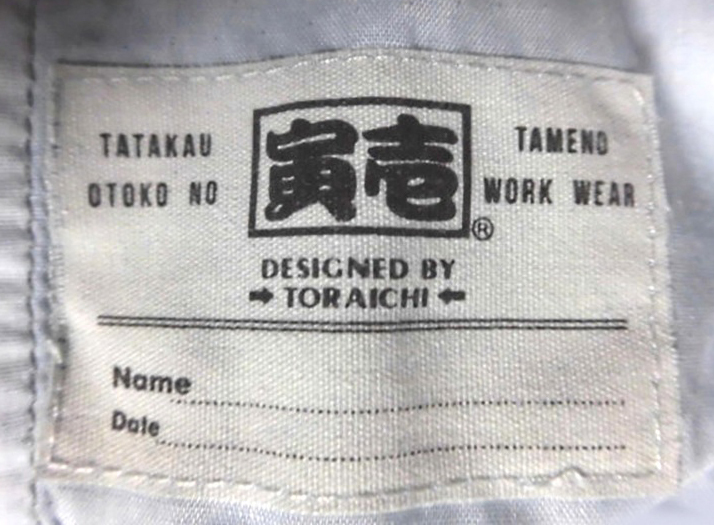 TATAKAU
OTOKO NO
寅壱
®
TAMENO
WORK WEAR
DESIGNED BY
➡ TORAICHI ⬅
Name
Date